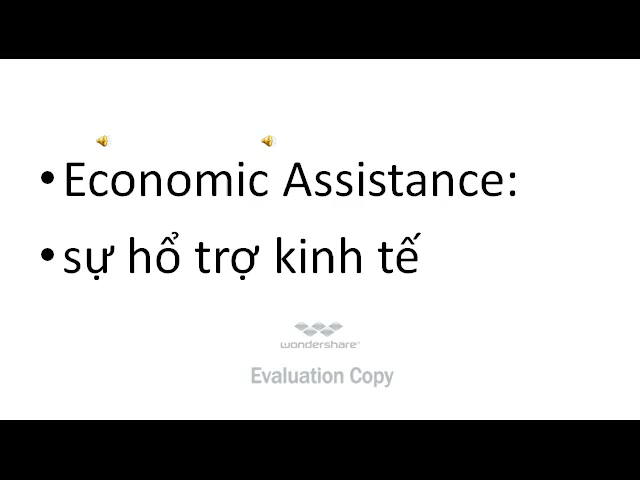 •Economic Assistance:
•sự hổ trợ kinh tế
wondershare®
Evaluation Copy